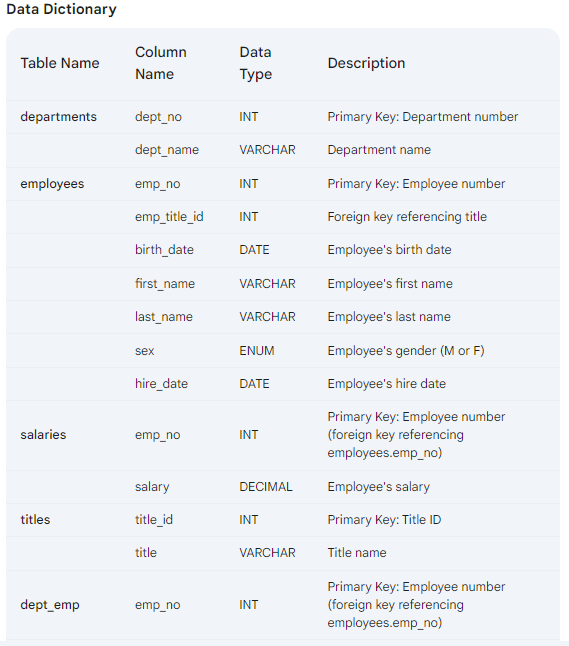 Data Dictionary
Table Name Column Name Data Type Description
departments dept_no INT Primary Key: Department number
dept_name VARCHAR Department name
employees emp_no INT Primary Key: Employee number
emp_title_id INT Foreign key referencing title
birth_date DATE Employee's birth date
first_name VARCHAR Employee's first name
last_name VARCHAR Employee's last name
sex ENUM Employee's gender (M or F)
hire_date DATE Employee's hire date
salaries emp_no INT Primary Key: Employee number (foreign key referencing employees.emp_no)
salary DECIMAL Employee's salary
titles title_id INT Primary Key: Title ID
title VARCHAR Title name
dept_emp emp_no INT Primary Key: Employee number (foreign key referencing employees.emp_no)